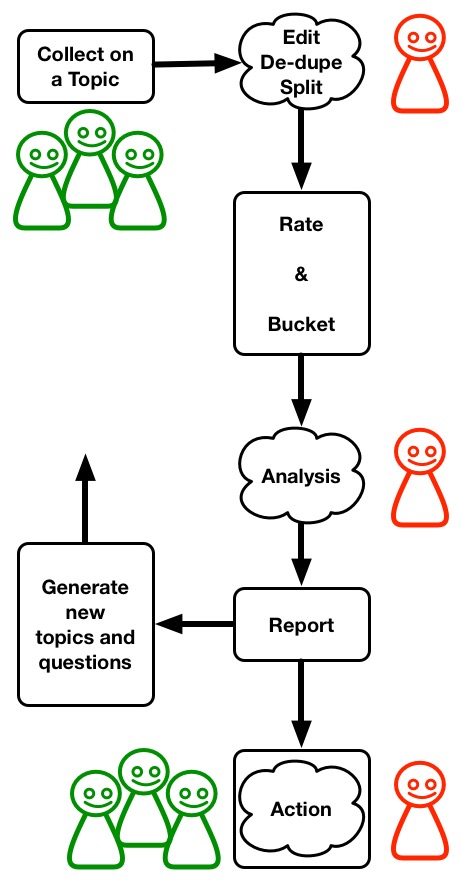 Collect on
a Topic
Edit
De-dupe
Split
Rate
&
Bucket
Analysis
Generate
new
topics and
questions
Report
Action